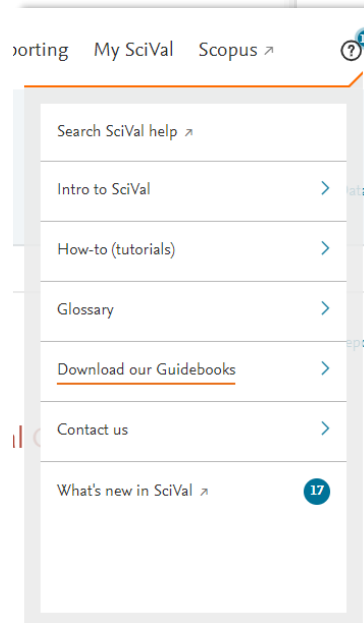 orting My SciVal Scopus ↗ ?
Search SciVal help ↗
Intro to SciVal
How-to (tutorials)
Glossary
Download our Guidebooks
Contact us
What's new in SciVal ↗ 17